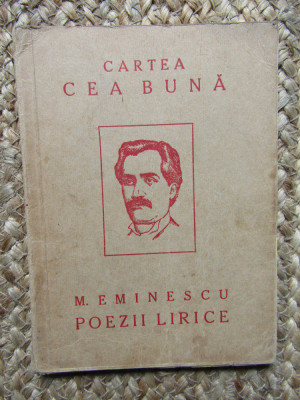 CARTEA
CEA BUNĂ
M. EMINESCU
POEZII LIRICE